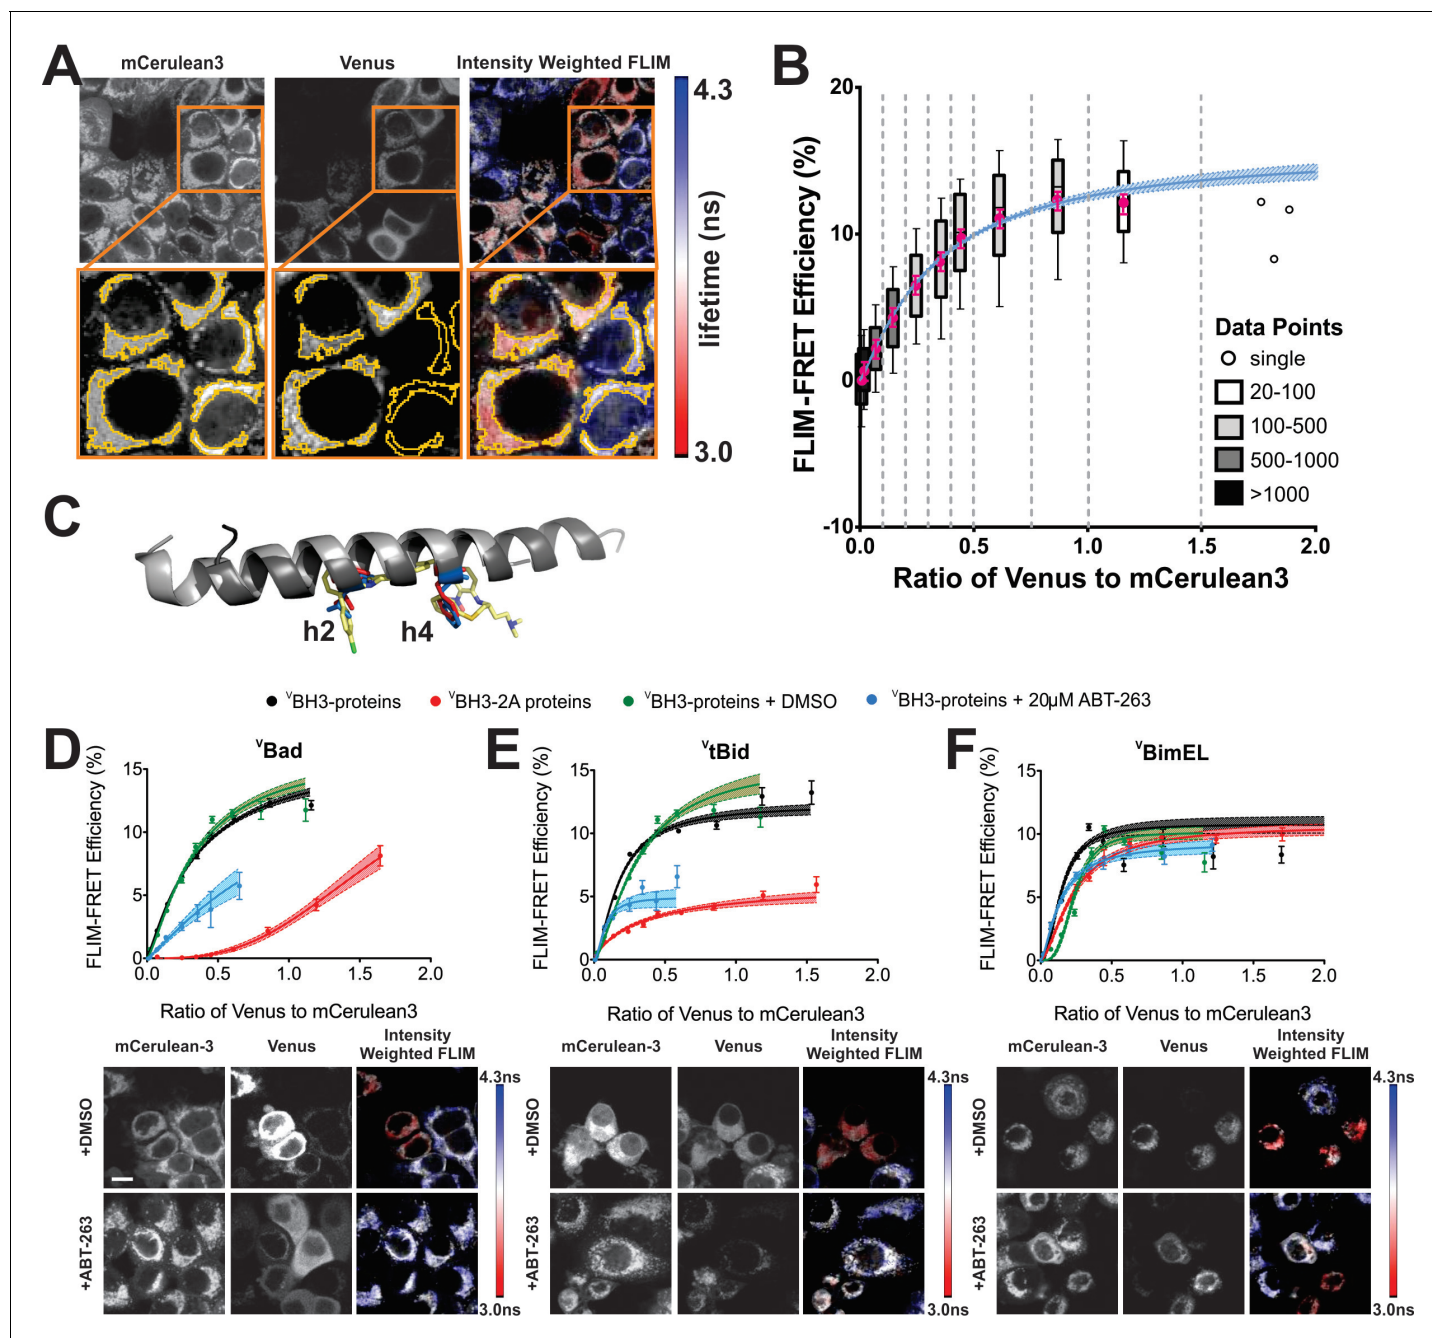 A
mCerulean3
Venus
Intensity Weighted FLIM
4.3
lifetime (ns)
3.0
B
FLIM-FRET Efficiency (%)
20
10
0
-10
0.0
0.5
1.0
1.5
2.0
Ratio of Venus to mCerulean3
Data Points
single
20-100
100-500
500-1000
>1000
C
h2
h4
ⱽBH3-proteins
ⱽBH3-2A proteins
ⱽBH3-proteins + DMSO
ⱽBH3-proteins + 20µM ABT-263
D
ⱽBad
FLIM-FRET Efficiency (%)
15
10
5
0
0.0
0.5
1.0
1.5
2.0
Ratio of Venus to mCerulean3
mCerulean-3
Venus
Intensity
Weighted FLIM
+DMSO
+ABT-263
4.3ns
3.0ns
E
ⱽtBid
FLIM-FRET Efficiency (%)
15
10
5
0
0.0
0.5
1.0
1.5
2.0
Ratio of Venus to mCerulean3
mCerulean-3
Venus
Intensity
Weighted FLIM
+DMSO
+ABT-263
4.3ns
3.0ns
F
ⱽBimEL
FLIM-FRET Efficiency (%)
15
10
5
0
0.0
0.5
1.0
1.5
2.0
Ratio of Venus to mCerulean3
mCerulean-3
Venus
Intensity
Weighted FLIM
+DMSO
+ABT-263
4.3ns
3.0ns